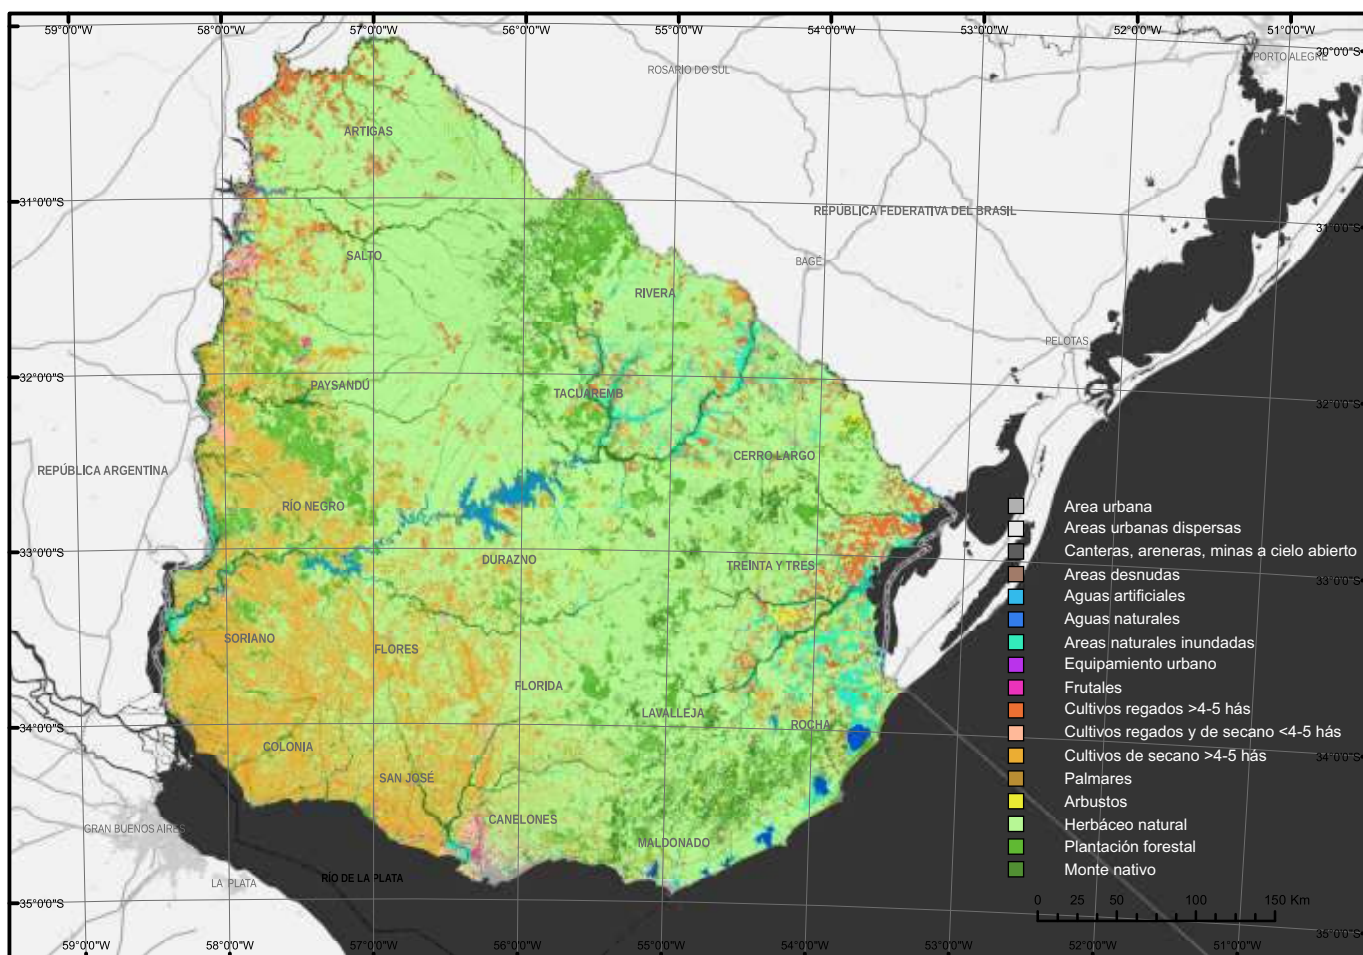 59°0'0"W
58°0'0"W
57°0'0"W
56°0'0"W
55°0'0"W
54°0'0"W
53°0'0"W
52°0'0"W
51°0'0"W
30°0'0"S
PORTO ALEGRE
ROSARIO DO SUL
ARTIGAS
31°0'0"S
REPÚBLICA FEDERATIVA DEL BRASIL
31°0'0"S
SALTO
BAGÉ
RIVERA
PELOTAS
32°0'0"S
PAYSANDÚ
TACUAREMB
32°0'0"S
CERRO LARGO
REPÚBLICA ARGENTINA
RÍO NEGRO
33°0'0"S
DURAZNO
TREINTA Y TRES
33°0'0"S
SORIANO
FLORES
FLORIDA
LAVALLEJA
ROCHA
34°0'0"S
COLONIA
34°0'0"S
SAN JOSÉ
CANELONES
GRAN BUENOS AIRES
MALDONADO
LA PLATA
RÍO DE LA PLATA
35°0'0"S
35°0'0"S
Area urbana
Areas urbanas dispersas
Canteras, areneras, minas a cielo abierto
Areas desnudas
Aguas artificiales
Aguas naturales
Areas naturales inundadas
Equipamiento urbano
Frutales
Cultivos regados >4-5 hás
Cultivos regados y de secano <4-5 hás
Cultivos de secano >4-5 hás
Palmares
Arbustos
Herbáceo natural
Plantación forestal
Monte nativo
0 25 50 100 150 Km
59°0'0"W
58°0'0"W
57°0'0"W
56°0'0"W
55°0'0"W
54°0'0"W
53°0'0"W
52°0'0"W
51°0'0"W